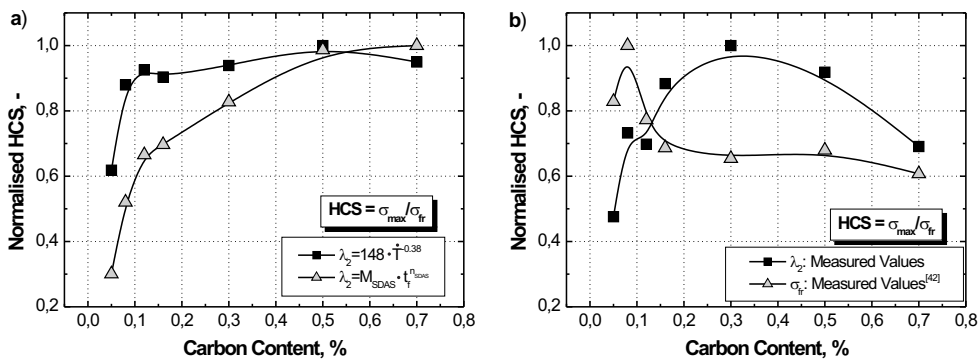 a)
Normalised HCS, -
1,0
0,8
0,6
0,4
0,2
HCS = σmax/σfr
λ2=148·Ṫ-0.38
λ2=MSDAS·tfnSDAS
0,0 0,1 0,2 0,3 0,4 0,5 0,6 0,7 0,8
Carbon Content, %
b)
Normalised HCS, -
1,0
0,8
0,6
0,4
0,2
HCS = σmax/σfr
λ2: Measured Values
σfr: Measured Values[42]
0,0 0,1 0,2 0,3 0,4 0,5 0,6 0,7 0,8
Carbon Content, %